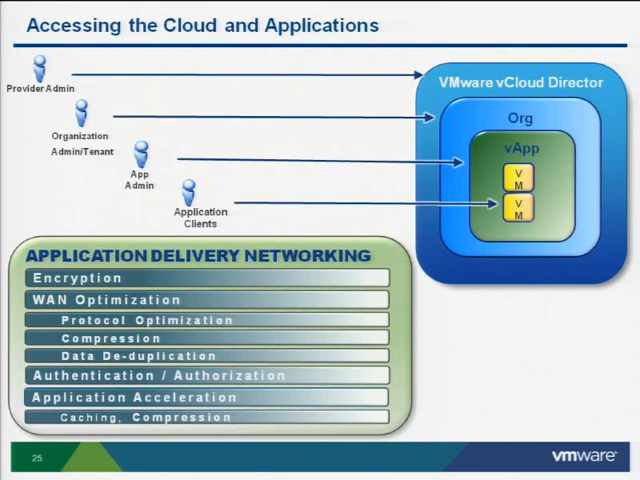 Accessing the Cloud and Applications
Provider Admin
Organization
Admin/Tenant
App
Admin
Application
Clients
VMware vCloud Director
Org
vApp
V
M
V
M
APPLICATION DELIVERY NETWORKING
Encryption
WAN Optimization
Protocol Optimization
Compression
Data De-duplication
Authentication / Authorization
Application Acceleration
Caching, Compression
25
vmware